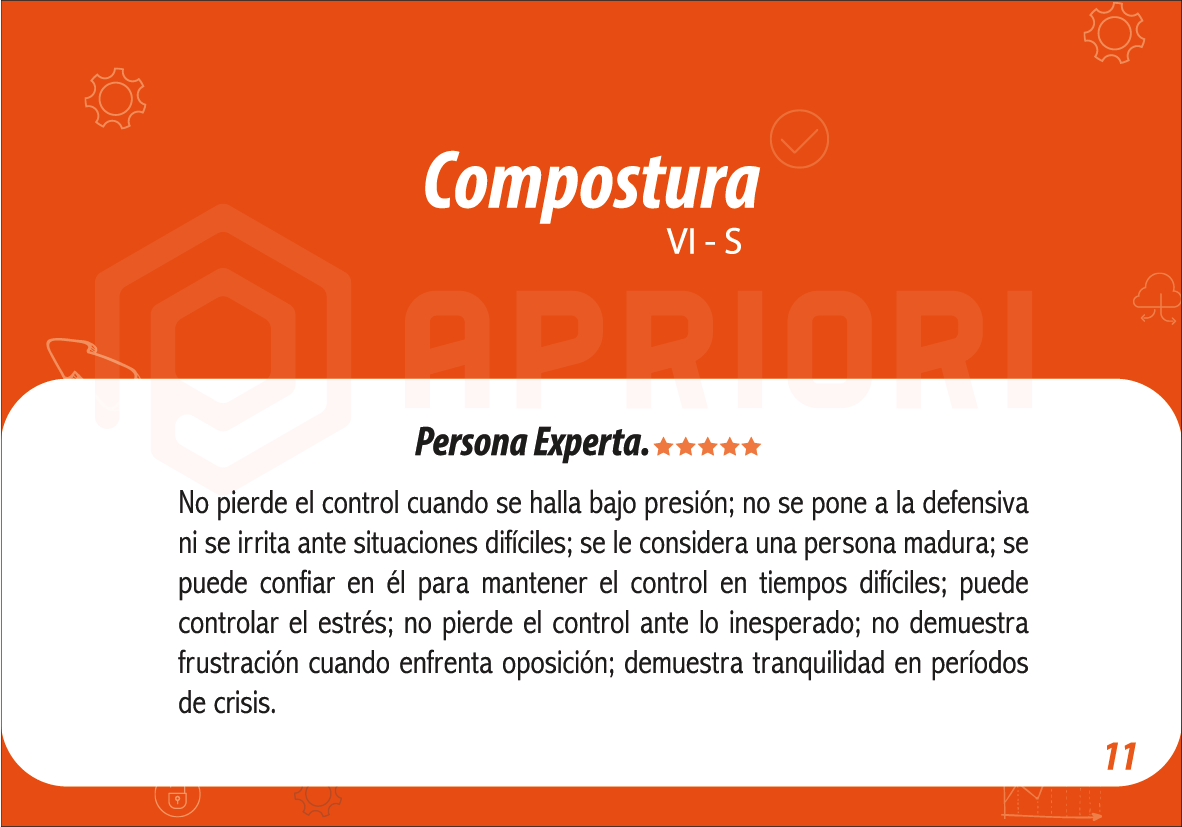 Compostura
VI - S
APRIORI
Persona Experta.
No pierde el control cuando se halla bajo presión; no se pone a la defensiva
ni se irrita ante situaciones difíciles; se le considera una persona madura; se
puede confiar en él para mantener el control en tiempos difíciles; puede
controlar el estrés; no pierde el control ante lo inesperado; no demuestra
frustración cuando enfrenta oposición; demuestra tranquilidad en períodos
de crisis.
11